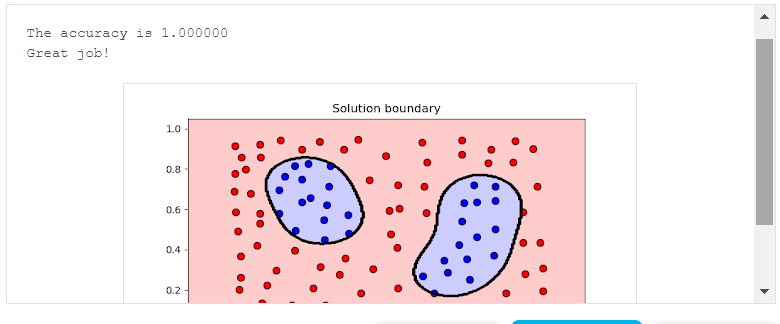 The accuracy is 1.000000
Great job!
Solution boundary
1.0
0.8
0.6
0.4
0.2